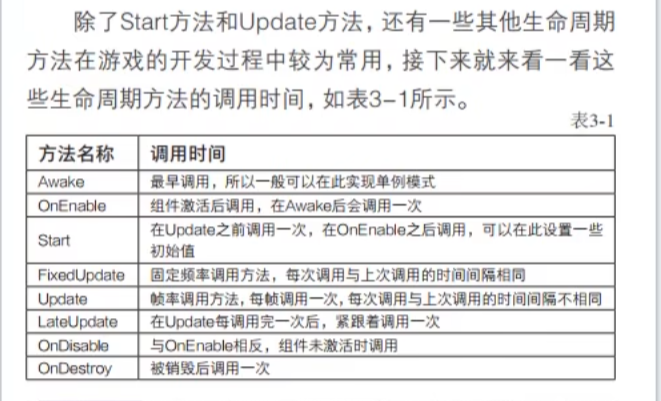 除了Start方法和Update方法，还有一些其他生命周期
方法在游戏的开发过程中较为常用，接下来就来看一看这
些生命周期方法的调用时间，如表3-1所示。
表3-1
方法名称 调用时间
Awake 最早调用，所以一般可以在此实现单例模式
OnEnable 组件激活后调用，在Awake后会调用一次
Start 在Update之前调用一次，在OnEnable之后调用，可以在此设置一些
初始值
FixedUpdate 固定频率调用方法，每次调用与上次调用的时间间隔相同
Update 帧率调用方法，每帧调用一次，每次调用与上次调用的时间间隔不相同
LateUpdate 在Update每调用完一次后，紧跟着调用一次
OnDisable 与OnEnable相反，组件未激活时调用
OnDestroy 被销毁后调用一次